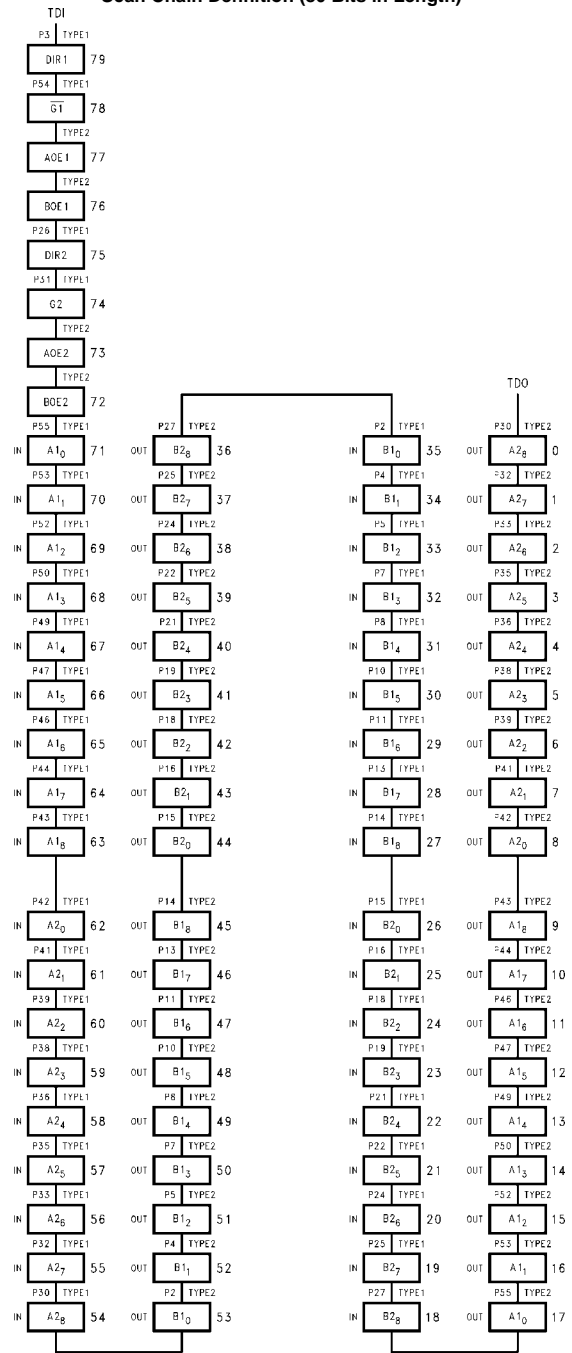 Scan Chain Definition (80 Bits in Length)
TDI
P3 TYPE1
DIR1 79
P54 TYPE1
G1 78
TYPE2
AOE1 77
TYPE2
BOE1 76
P26 TYPE1
DIR2 75
P31 TYPE1
G2 74
TYPE2
AOE2 73
TYPE2
BOE2 72
P55 TYPE1
IN A1₀ 71
P53 TYPE1
IN A1₁ 70
P52 TYPE1
IN A1₂ 69
P50 TYPE1
IN A1₃ 68
P49 TYPE1
IN A1₄ 67
P47 TYPE1
IN A1₅ 66
P46 TYPE1
IN A1₆ 65
P44 TYPE1
IN A1₇ 64
P43 TYPE1
IN A1₈ 63
P42 TYPE1
IN A2₀ 62
P41 TYPE1
IN A2₁ 61
P39 TYPE1
IN A2₂ 60
P38 TYPE1
IN A2₃ 59
P36 TYPE1
IN A2₄ 58
P35 TYPE1
IN A2₅ 57
P33 TYPE1
IN A2₆ 56
P32 TYPE1
IN A2₇ 55
P30 TYPE1
IN A2₈ 54
P27 TYPE2
OUT B2₈ 36
P25 TYPE2
OUT B2₇ 37
P24 TYPE2
OUT B2₆ 38
P22 TYPE2
OUT B2₅ 39
P21 TYPE2
OUT B2₄ 40
P19 TYPE2
OUT B2₃ 41
P18 TYPE2
OUT B2₂ 42
P16 TYPE2
OUT B2₁ 43
P15 TYPE2
OUT B2₀ 44
P14 TYPE2
OUT B1₈ 45
P13 TYPE2
OUT B1₇ 46
P11 TYPE2
OUT B1₆ 47
P10 TYPE2
OUT B1₅ 48
P8 TYPE2
OUT B1₄ 49
P7 TYPE2
OUT B1₃ 50
P5 TYPE2
OUT B1₂ 51
P4 TYPE2
OUT B1₁ 52
P2 TYPE2
OUT B1₀ 53
P2 TYPE1
IN B1₀ 35
P4 TYPE1
IN B1₁ 34
P5 TYPE1
IN B1₂ 33
P7 TYPE1
IN B1₃ 32
P8 TYPE1
IN B1₄ 31
P10 TYPE1
IN B1₅ 30
P11 TYPE1
IN B1₆ 29
P13 TYPE1
IN B1₇ 28
P14 TYPE1
IN B1₈ 27
P15 TYPE1
IN B2₀ 26
P16 TYPE1
IN B2₁ 25
P18 TYPE1
IN B2₂ 24
P19 TYPE1
IN B2₃ 23
P21 TYPE1
IN B2₄ 22
P22 TYPE1
IN B2₅ 21
P24 TYPE1
IN B2₆ 20
P25 TYPE1
IN B2₇ 19
P27 TYPE1
IN B2₈ 18
TDO
P30 TYPE2
OUT A2₈ 0
P32 TYPE2
OUT A2₇ 1
P33 TYPE2
OUT A2₆ 2
P35 TYPE2
OUT A2₅ 3
P36 TYPE2
OUT A2₄ 4
P38 TYPE2
OUT A2₃ 5
P39 TYPE2
OUT A2₂ 6
P41 TYPE2
OUT A2₁ 7
P42 TYPE2
OUT A2₀ 8
P43 TYPE2
OUT A1₈ 9
P44 TYPE2
OUT A1₇ 10
P46 TYPE2
OUT A1₆ 11
P47 TYPE2
OUT A1₅ 12
P49 TYPE2
OUT A1₄ 13
P50 TYPE2
OUT A1₃ 14
P52 TYPE2
OUT A1₂ 15
P53 TYPE2
OUT A1₁ 16
P55 TYPE2
OUT A1₀ 17